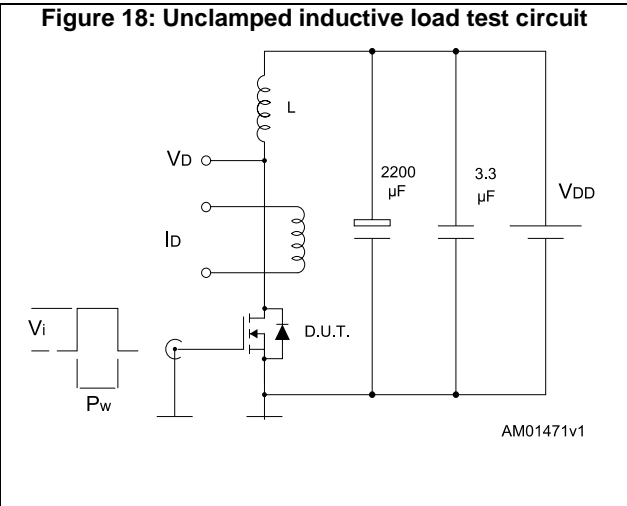 Figure 18: Unclamped inductive load test circuit
L
VD
2200
µF
3.3
µF
VDD
ID
Vi
D.U.T.
Pw
AM01471v1